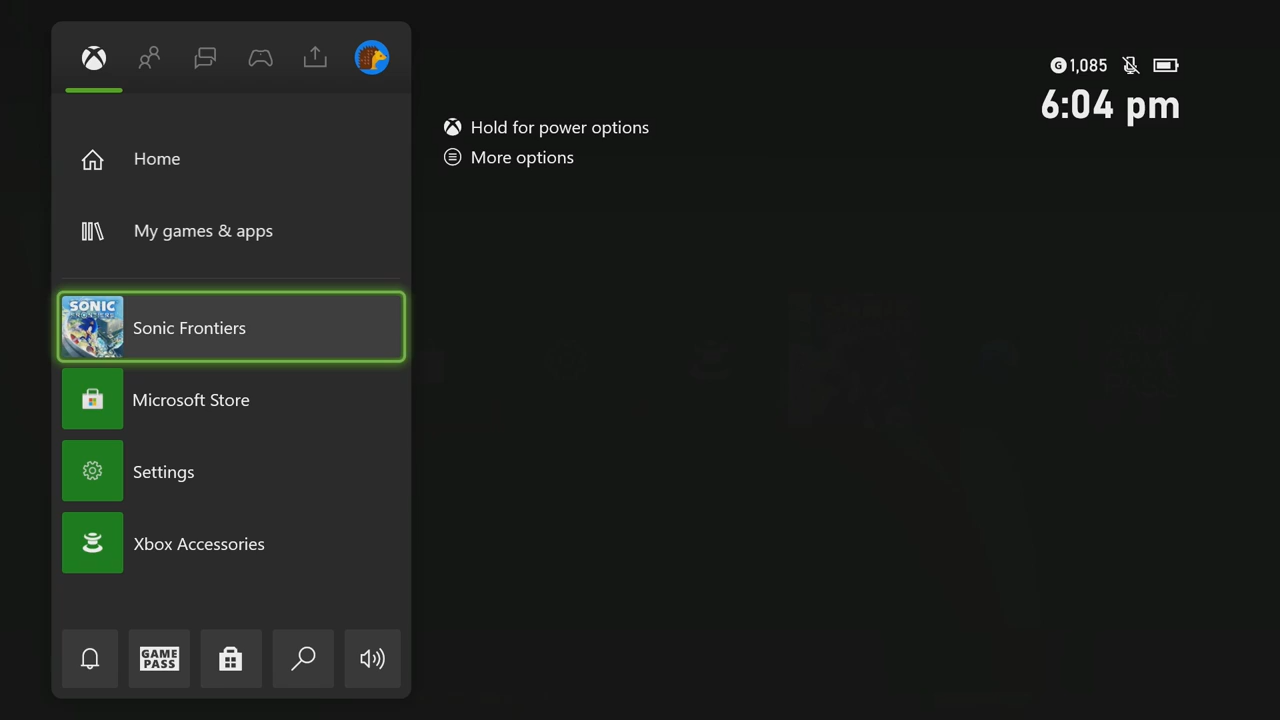 G 1,085
6:04 pm
Hold for power options
More options
Home
My games & apps
SONIC
FRONTIERS
Sonic Frontiers
Microsoft Store
Settings
Xbox Accessories
GAME
PASS